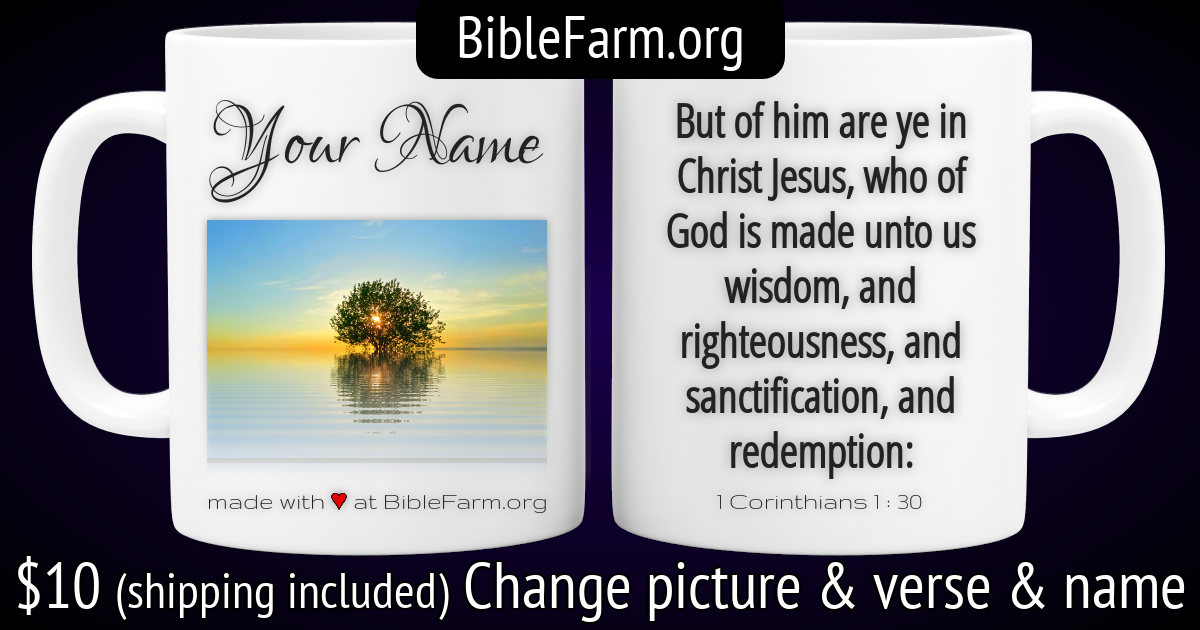 BibleFarm.org
Your Name
made with ♥ at BibleFarm.org
But of him are ye in
Christ Jesus, who of
God is made unto us
wisdom, and
righteousness, and
sanctification, and
redemption:
1 Corinthians 1 : 30
$10 (shipping included) Change picture & verse & name